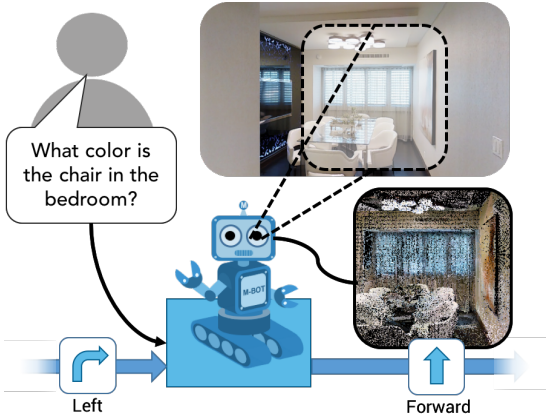 What color is
the chair in the
bedroom?
M
M-BOT
Left
Forward